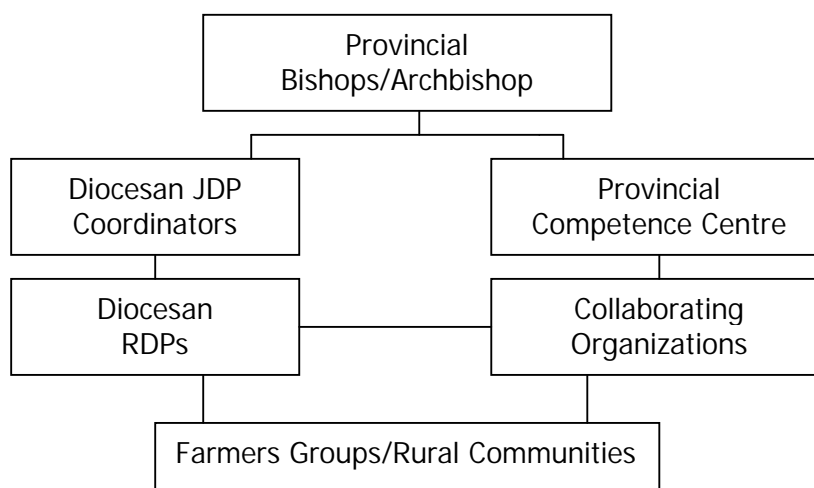 Provincial
Bishops/Archbishop
Diocesan JDP
Coordinators
Provincial
Competence Centre
Diocesan
RDPs
Collaborating
Organizations
Farmers Groups/Rural Communities